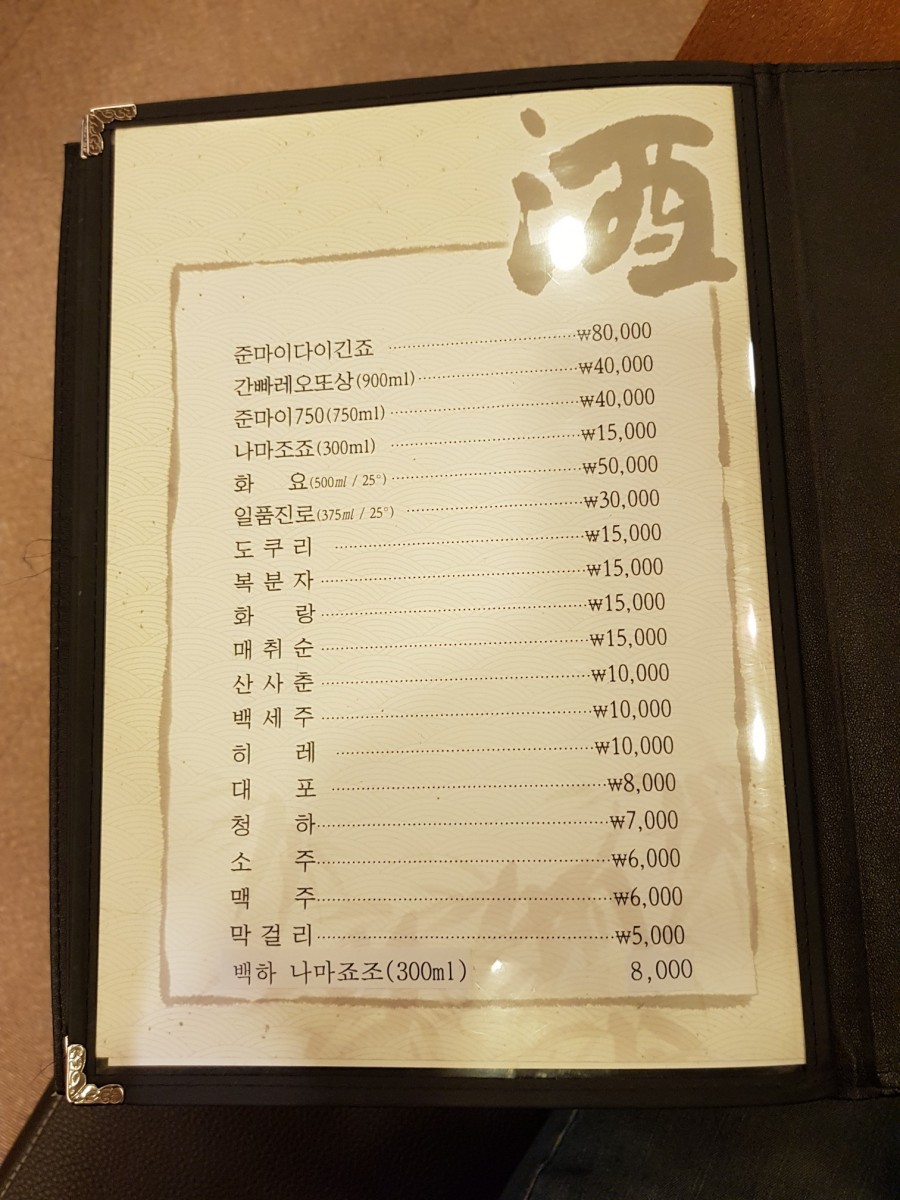 酒
준마이다이긴죠 ₩80,000
간빠레오또상(900ml) ₩40,000
준마이750(750ml) ₩40,000
나마조죠(300ml) ₩15,000
화 요(500㎖ / 25°) ₩50,000
일품진로(375㎖ / 25°) ₩30,000
도쿠리 ₩15,000
복분자 ₩15,000
화 랑 ₩15,000
매취순 ₩15,000
산사춘 ₩10,000
백세주 ₩10,000
히 레 ₩10,000
대 포 ₩8,000
청 하 ₩7,000
소 주 ₩6,000
맥 주 ₩6,000
막걸리 ₩5,000
백하 나마죠조(300ml) 8,000